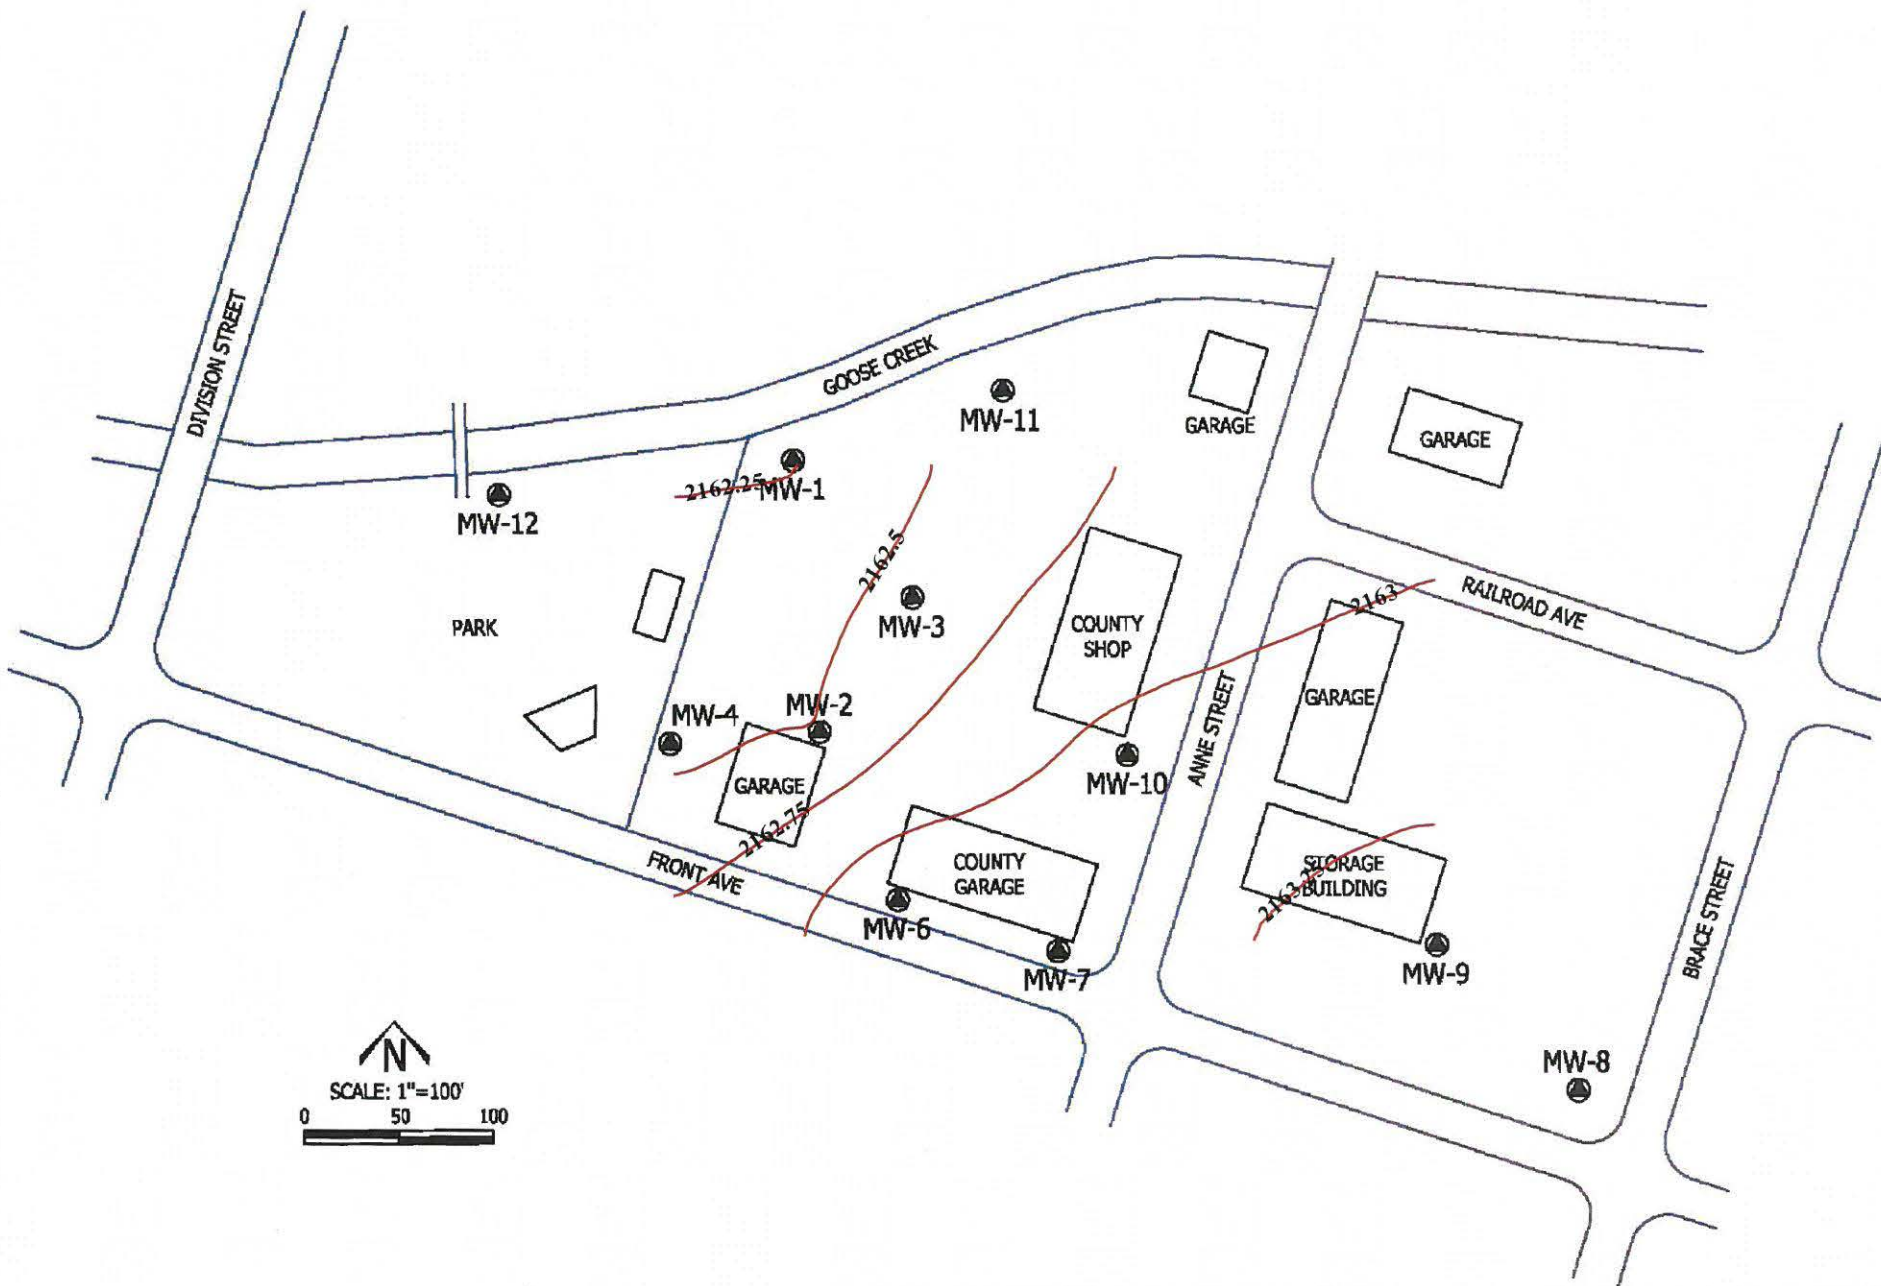 DIVISION STREET
GOOSE CREEK
MW-11
GARAGE
GARAGE
MW-12
2162.25
MW-1
2162.5
PARK
MW-3
COUNTY
SHOP
2163
RAILROAD AVE
MW-4
MW-2
GARAGE
GARAGE
ANNE STREET
MW-10
2162.75
FRONT AVE
COUNTY
GARAGE
STORAGE
BUILDING
2163.25
MW-6
MW-7
MW-9
BRACE STREET
MW-8
N
SCALE: 1"=100'
0 50 100